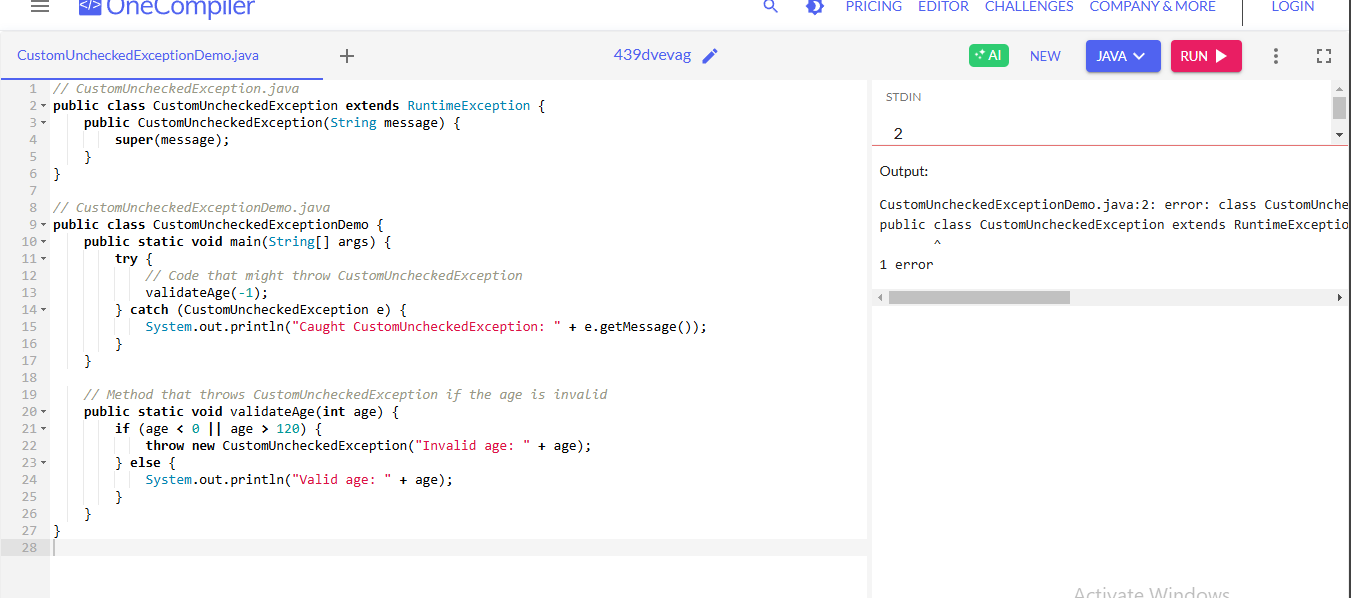 OneCompiler
PRICING EDITOR CHALLENGES COMPANY & MORE LOGIN
CustomUncheckedExceptionDemo.java + 439dvevag AI NEW JAVA RUN
1 // CustomUncheckedException.java
2 public class CustomUncheckedException extends RuntimeException {
3     public CustomUncheckedException(String message) {
4         super(message);
5     }
6 }
7
8 // CustomUncheckedExceptionDemo.java
9 public class CustomUncheckedExceptionDemo {
10     public static void main(String[] args) {
11         try {
12             // Code that might throw CustomUncheckedException
13             validateAge(-1);
14         } catch (CustomUncheckedException e) {
15             System.out.println("Caught CustomUncheckedException: " + e.getMessage());
16         }
17     }
18
19     // Method that throws CustomUncheckedException if the age is invalid
20     public static void validateAge(int age) {
21         if (age < 0 || age > 120) {
22             throw new CustomUncheckedException("Invalid age: " + age);
23         } else {
24             System.out.println("Valid age: " + age);
25         }
26     }
27 }
28
STDIN
2
Output:
CustomUncheckedExceptionDemo.java:2: error: class CustomUnche
public class CustomUncheckedException extends RuntimeExceptio
       ^
1 error
Activate Windows